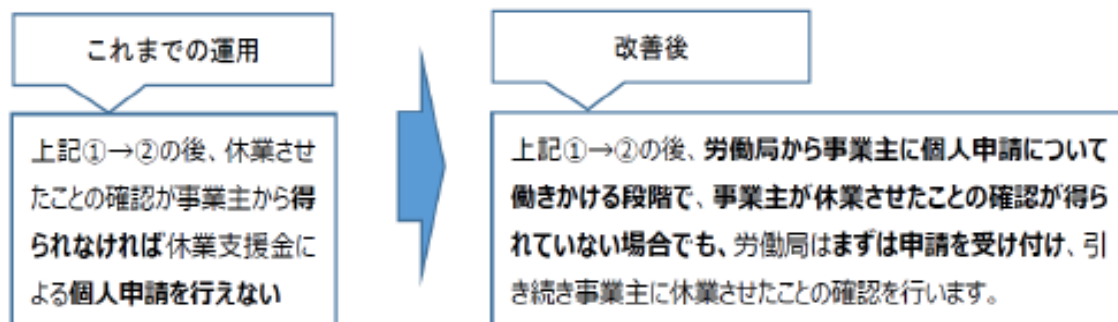 これまでの運用
上記①→②の後、休業させ
たことの確認が事業主から得
られなければ休業支援金に
よる個人申請を行えない
改善後
上記①→②の後、労働局から事業主に個人申請について
働きかける段階で、事業主が休業させたことの確認が得ら
れていない場合でも、労働局はまずは申請を受け付け、引
き続き事業主に休業させたことの確認を行います。